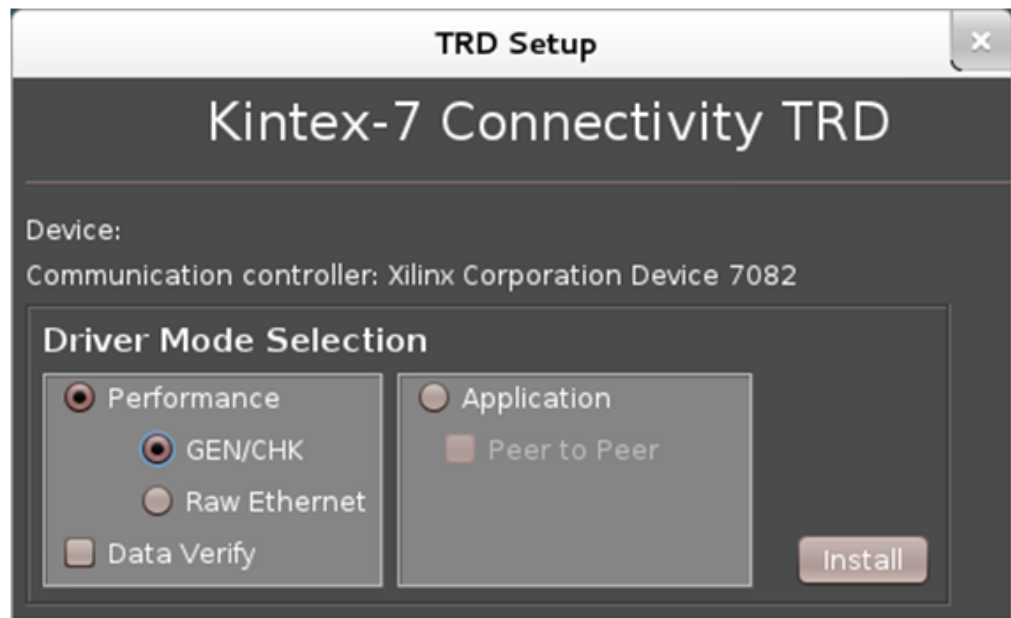 TRD Setup
Kintex-7 Connectivity TRD
Device:
Communication controller: Xilinx Corporation Device 7082
Driver Mode Selection
Performance
GEN/CHK
Raw Ethernet
Data Verify
Application
Peer to Peer
Install